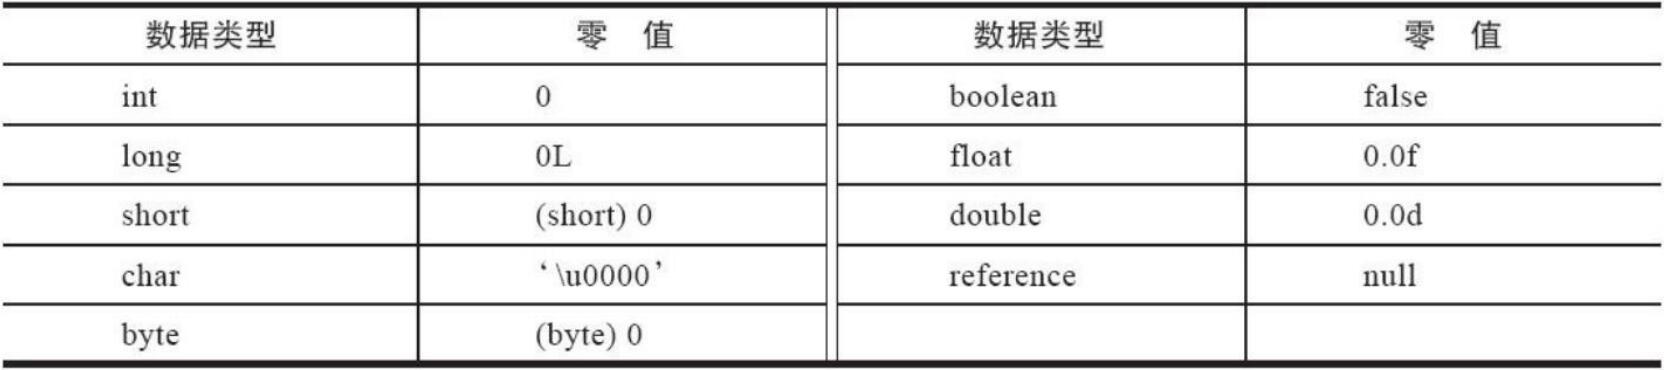 数据类型 零 值 数据类型 零 值
int 0 boolean false
long 0L float 0.0f
short (short) 0 double 0.0d
char ‘\u0000’ reference null
byte (byte) 0